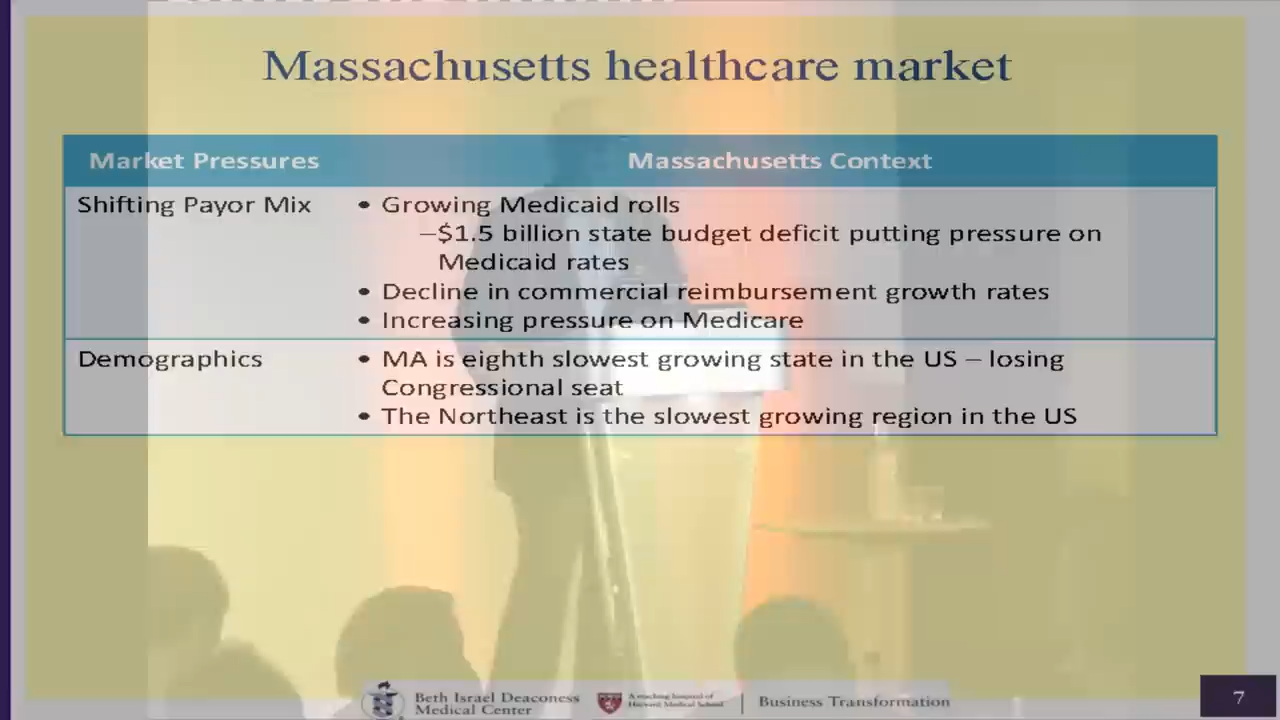 Massachusetts healthcare market
Market Pressures
Massachusetts Context
Shifting Payor Mix
• Growing Medicaid rolls
–$1.5 billion state budget deficit putting pressure on
Medicaid rates
• Decline in commercial reimbursement growth rates
• Increasing pressure on Medicare
Demographics
• MA is eighth slowest growing state in the US – losing
Congressional seat
• The Northeast is the slowest growing region in the US
Beth Israel Deaconess
Medical Center
A teaching hospital of
Harvard Medical School
Business Transformation
7